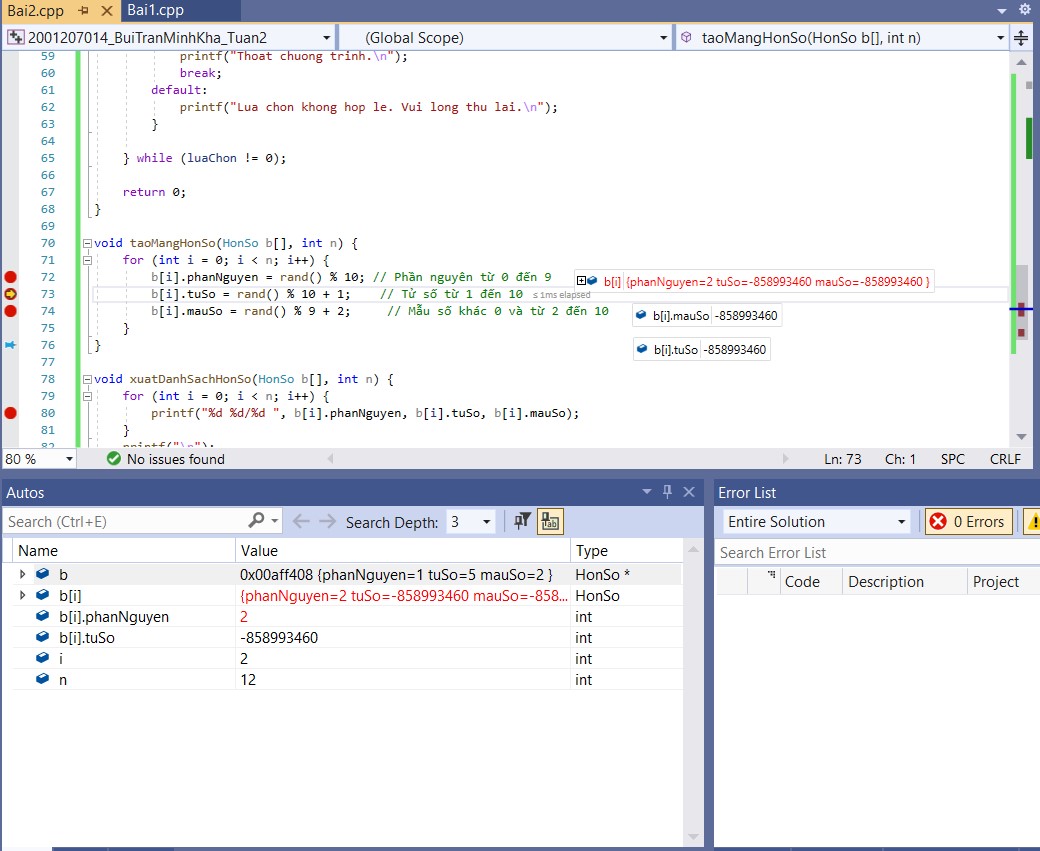 Bai2.cpp Bai1.cpp
2001207014_BuiTranMinhKha_Tuan2 (Global Scope) taoMangHonSo(HonSo b[], int n)
59 printf("Thoat chuong trinh.\n");
60 break;
61 default:
62 printf("Lua chon khong hop le. Vui long thu lai.\n");
63 }
64
65 } while (luaChon != 0);
66
67 return 0;
68 }
69
70 void taoMangHonSo(HonSo b[], int n) {
71 for (int i = 0; i < n; i++) {
72 b[i].phanNguyen = rand() % 10; // Phần nguyên từ 0 đến 9
b[i] {phanNguyen=2 tuSo=-858993460 mauSo=-858993460 }
73 b[i].tuSo = rand() % 10 + 1; // Tử số từ 1 đến 10 ≤ 1ms elapsed
74 b[i].mauSo = rand() % 9 + 2; // Mẫu số khác 0 và từ 2 đến 10
b[i].mauSo -858993460
75 }
b[i].tuSo -858993460
76 }
77
78 void xuatDanhSachHonSo(HonSo b[], int n) {
79 for (int i = 0; i < n; i++) {
80 printf("%d %d/%d ", b[i].phanNguyen, b[i].tuSo, b[i].mauSo);
81 }
82 printf("\n");
80 % No issues found Ln: 73 Ch: 1 SPC CRLF
Autos
Search (Ctrl+E) Search Depth: 3
Name Value Type
b 0x00aff408 {phanNguyen=1 tuSo=5 mauSo=2 } HonSo *
b[i] {phanNguyen=2 tuSo=-858993460 mauSo=-858... HonSo
b[i].phanNguyen 2 int
b[i].tuSo -858993460 int
i 2 int
n 12 int
Error List
Entire Solution 0 Errors
Search Error List
Code Description Project